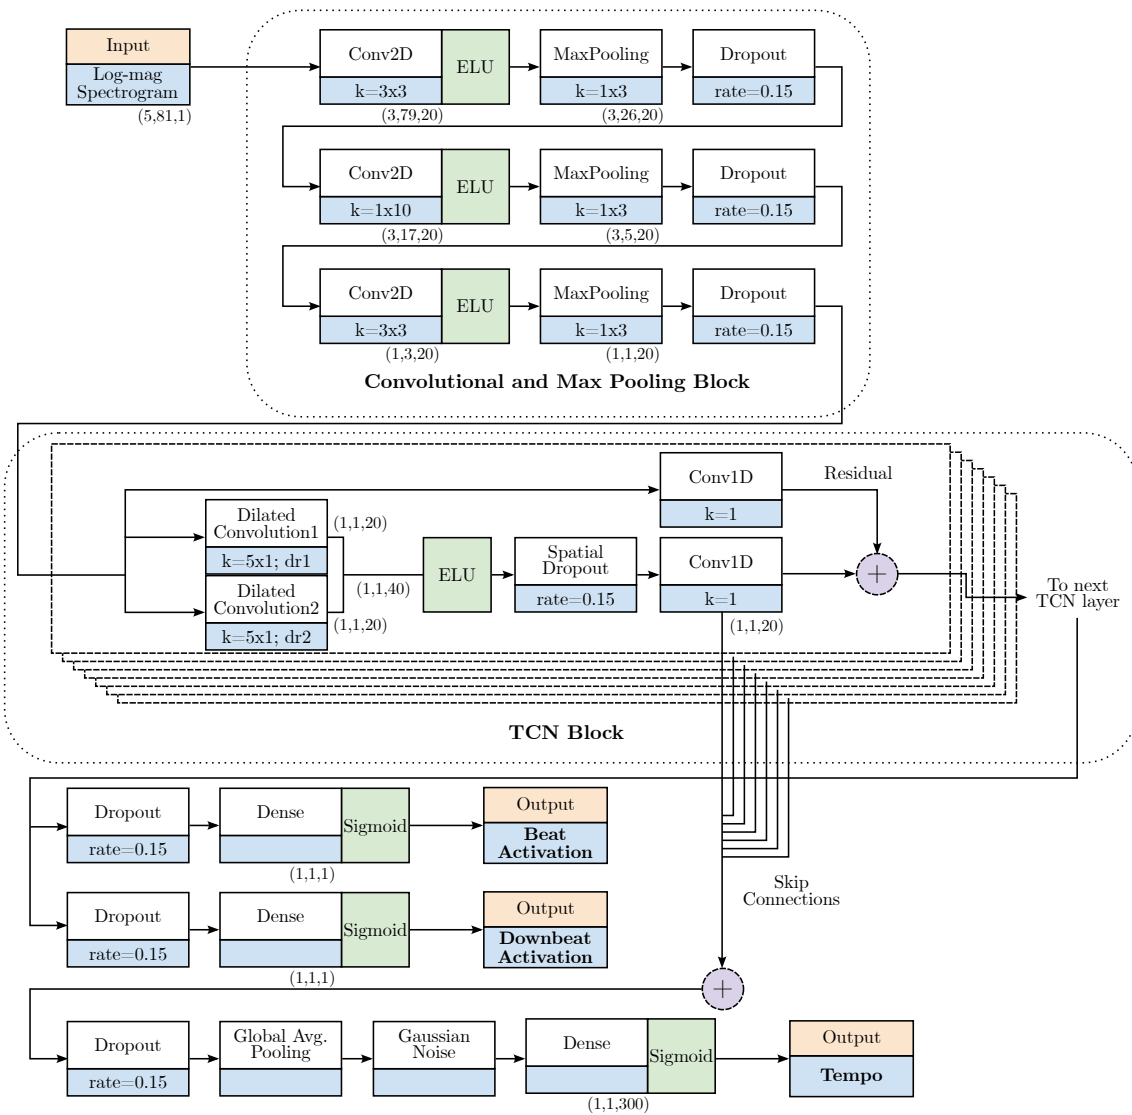 Input
Log-mag
Spectrogram
(5,81,1)
Conv2D
k=3x3
ELU
(3,79,20)
MaxPooling
k=1x3
(3,26,20)
Dropout
rate=0.15
Conv2D
k=1x10
ELU
(3,17,20)
MaxPooling
k=1x3
(3,5,20)
Dropout
rate=0.15
Conv2D
k=3x3
ELU
(1,3,20)
MaxPooling
k=1x3
(1,1,20)
Dropout
rate=0.15
Convolutional and Max Pooling Block
Dilated
Convolution1
k=5x1; dr1
(1,1,20)
Dilated
Convolution2
k=5x1; dr2
(1,1,20)
(1,1,40)
ELU
Spatial
Dropout
rate=0.15
Conv1D
k=1
Residual
Conv1D
k=1
(1,1,20)
+
To next
TCN layer
TCN Block
Dropout
rate=0.15
Dense
Sigmoid
(1,1,1)
Output
Beat
Activation
Dropout
rate=0.15
Dense
Sigmoid
(1,1,1)
Output
Downbeat
Activation
Skip
Connections
+
Dropout
rate=0.15
Global Avg.
Pooling
Gaussian
Noise
Dense
Sigmoid
(1,1,300)
Output
Tempo